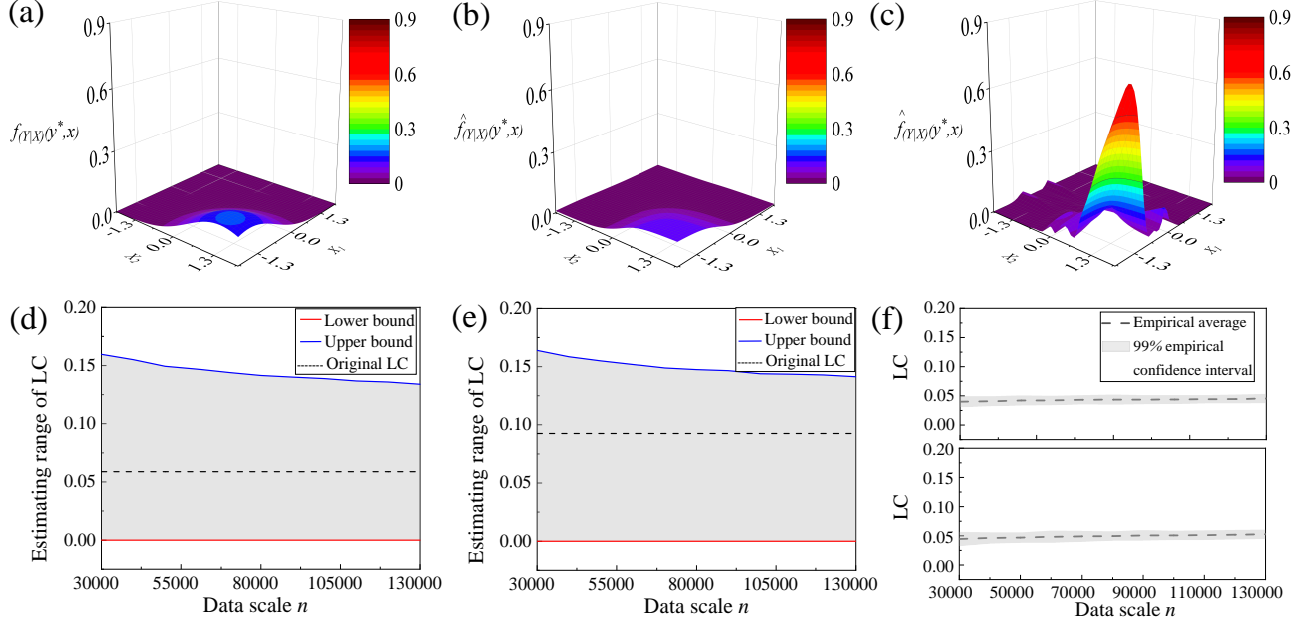 (a)
0.9
0.6
0.3
0.0
f(Y|X)(y*,x)
-1.3
0.0
1.3
x2
-1.3
0.0
1.3
x1
0.9
0.6
0.3
0
(b)
0.9
0.6
0.3
0.0
f̂(Y|X)(y*,x)
-1.3
0.0
1.3
x2
-1.3
0.0
1.3
x1
0.9
0.6
0.3
0
(c)
0.9
0.6
0.3
0.0
f̂(Y|X)(y*,x)
-1.3
0.0
1.3
x2
-1.3
0.0
1.3
x1
0.9
0.6
0.3
0
(d)
Estimating range of LC
0.20
0.15
0.10
0.05
0.00
Lower bound
Upper bound
Original LC
30000 55000 80000 105000 130000
Data scale n
(e)
Estimating range of LC
0.20
0.15
0.10
0.05
0.00
Lower bound
Upper bound
Original LC
30000 55000 80000 105000 130000
Data scale n
(f)
LC
0.20
0.15
0.10
0.05
0.00
Empirical average
99% empirical
confidence interval
LC
0.20
0.15
0.10
0.05
0.00
30000 50000 70000 90000 110000 130000
Data scale n